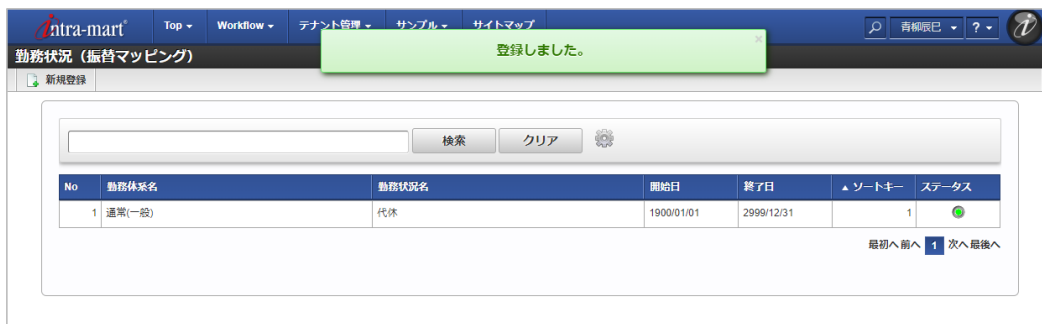 intra-mart® Top Workflow テナント管理 サンプル サイトマップ 青柳辰巳 ?
登録しました。 ×
勤務状況（振替マッピング）
新規登録
検索 クリア
No 勤務体系名 勤務状況名 開始日 終了日 ▲ ソートキー ステータス
1 通常(一般) 代休 1900/01/01 2999/12/31 1
最初へ 前へ 1 次へ 最後へ